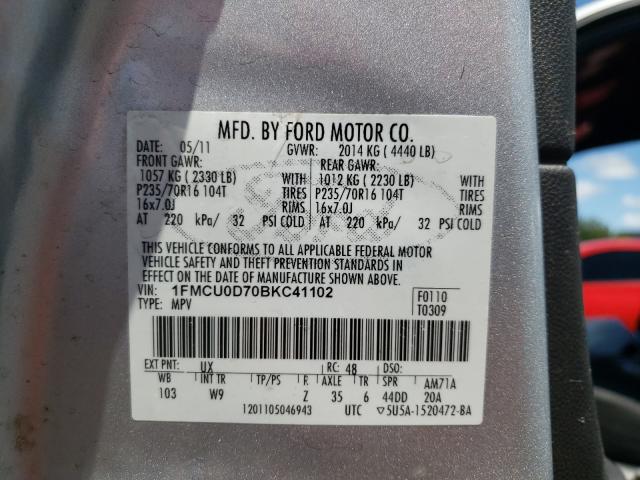 MFD. BY FORD MOTOR CO.
DATE: 05/11 GVWR: 2014 KG ( 4440 LB)
FRONT GAWR: REAR GAWR:
1057 KG ( 2330 LB) WITH 1012 KG ( 2230 LB) WITH
P235/70R16 104T TIRES P235/70R16 104T TIRES
16x7.0J RIMS 16x7.0J RIMS
AT 220 kPa/ 32 PSI COLD AT 220 kPa/ 32 PSI COLD
THIS VEHICLE CONFORMS TO ALL APPLICABLE FEDERAL MOTOR
VEHICLE SAFETY AND THEFT PREVENTION STANDARDS IN
EFFECT ON THE DATE OF MANUFACTURE SHOWN ABOVE.
VIN: 1FMCU0D70BKC41102 F0110
TYPE: MPV T0309
EXT PNT: UX RC: 48 DSO:
WB INT TR TP/PS R AXLE TR SPR AM71A
103 W9 Z 35 6 44DD 20A
1201105046943 UTC ▽5U5A-1520472-BA